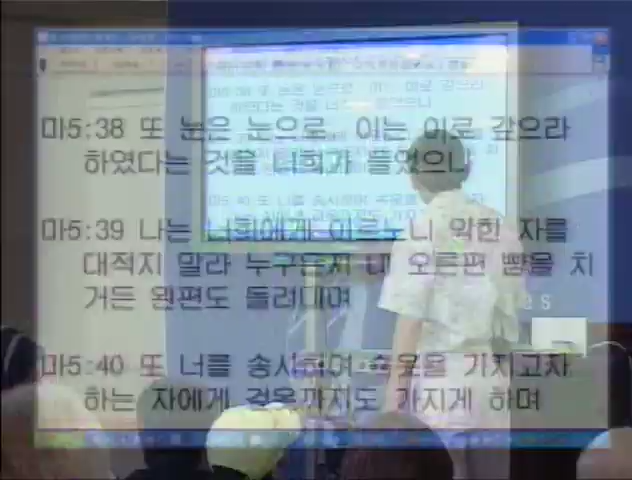 마5:38 또 눈은 눈으로, 이는 이로 갚으라
하였다는 것을 너희가 들었으나
마5:39 나는 너희에게 이르노니 악한 자를
대적지 말라 누구든지 네 오른편 뺨을 치
거든 왼편도 돌려대며
마5:40 또 너를 송사하여 속옷을 가지고자
하는 자에게 겉옷까지도 가지게 하며